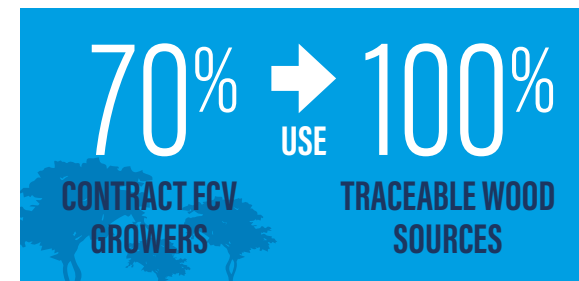 70%
CONTRACT FCV
GROWERS
USE
100%
TRACEABLE WOOD
SOURCES